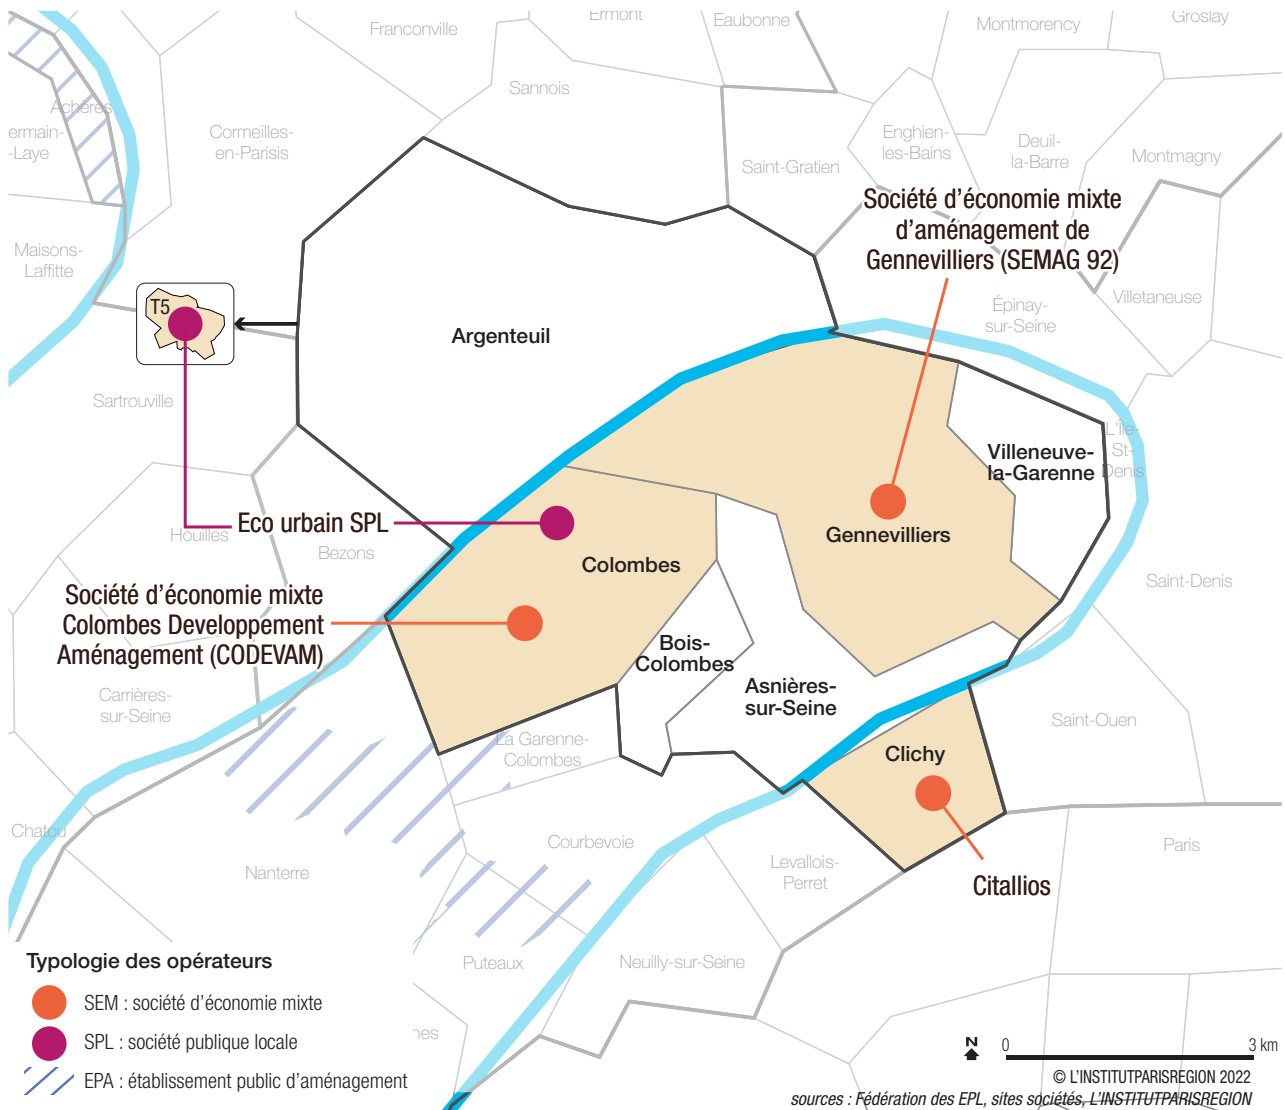 Franconville
Ermont
Eaubonne
Montmorency
Groslay
Sannois
Achères
ermain-
-Laye
Cormeilles-
en-Parisis
Saint-Gratien
Enghien-
les-Bains
Deuil-
la-Barre
Montmagny
Société d'économie mixte
d'aménagement de
Gennevilliers (SEMAG 92)
Maisons-
Laffitte
T5
Argenteuil
Épinay-
sur-Seine
Villetaneuse
Sartrouville
Villeneuve-
la-Garenne
L'Île-
St-
Denis
Eco urbain SPL
Houilles
Bezons
Gennevilliers
Colombes
Saint-Denis
Société d'économie mixte
Colombes Developpement
Aménagement (CODEVAM)
Bois-
Colombes
Asnières-
sur-Seine
Carrières-
sur-Seine
La Garenne-
Colombes
Saint-Ouen
Clichy
Chatou
Nanterre
Courbevoie
Levallois-
Perret
Paris
Citallios
Puteaux
Neuilly-sur-Seine
nes
Typologie des opérateurs
SEM : société d'économie mixte
SPL : société publique locale
EPA : établissement public d'aménagement
N
0
3 km
© L'INSTITUTPARISREGION 2022
sources : Fédération des EPL, sites sociétés, L'INSTITUTPARISREGION